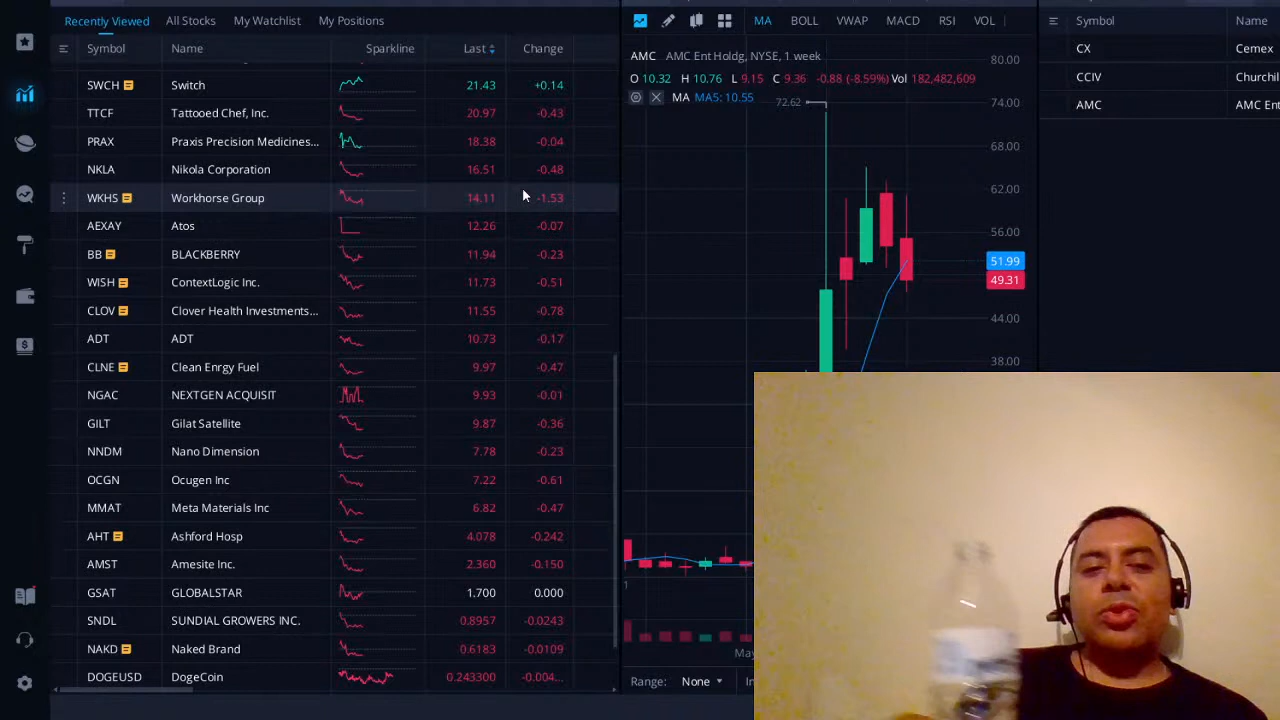 Recently Viewed All Stocks My Watchlist My Positions
Symbol Name Sparkline Last Change
SWCH Switch 21.43 +0.14
TTCF Tattooed Chef, Inc. 20.97 -0.43
PRAX Praxis Precision Medicines... 18.38 -0.04
NKLA Nikola Corporation 16.51 -0.48
WKHS Workhorse Group 14.11 -1.53
AEXAY Atos 12.26 -0.07
BB BLACKBERRY 11.94 -0.23
WISH ContextLogic Inc. 11.73 -0.51
CLOV Clover Health Investments... 11.55 -0.78
ADT ADT 10.73 -0.17
CLNE Clean Enrgy Fuel 9.97 -0.47
NGAC NEXTGEN ACQUISIT 9.93 -0.01
GILT Gilat Satellite 9.87 -0.36
NNDM Nano Dimension 7.78 -0.23
OCGN Ocugen Inc 7.22 -0.61
MMAT Meta Materials Inc 6.82 -0.47
AHT Ashford Hosp 4.078 -0.242
AMST Amesite Inc. 2.360 -0.150
GSAT GLOBALSTAR 1.700 0.000
SNDL SUNDIAL GROWERS INC. 0.8957 -0.0243
NAKD Naked Brand 0.6183 -0.0109
DOGEUSD DogeCoin 0.243300 -0.004...
MA BOLL VWAP MACD RSI VOL
AMC AMC Ent Holdg, NYSE, 1 week
O 10.32 H 10.76 L 9.15 C 9.36 -0.88 (-8.59%) Vol 182,482,609
MA MA5: 10.55
72.62
80.00
74.00
68.00
62.00
56.00
51.99
49.31
44.00
38.00
1
May
Range: None
Symbol Name
CX Cemex
CCIV Churchil
AMC AMC Ent